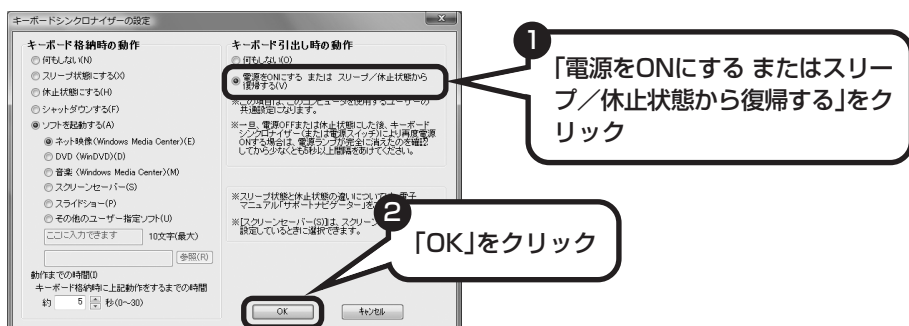 キーボードシンクロナイザーの設定
キーボード格納時の動作
何もしない(N)
スリープ状態にする(X)
休止状態にする(H)
シャットダウンする(F)
ソフトを起動する(A)
ネット映像(Windows Media Center)(E)
DVD (WinDVD)(D)
音楽 (Windows Media Center)(M)
スクリーンセーバー(S)
スライドショー(P)
その他のユーザー指定ソフト(U)
ここに入力できます 10文字(最大)
参照(R)
動作までの時間(I)
キーボード格納時に上記動作をするまでの時間
約 5 秒(0~30)
キーボード引出し時の動作
何もしない(O)
電源をONにする または スリープ/休止状態から
復帰する(V)
※この項目は、このコンピュータを使用するユーザーの
共通設定になります。
※一旦、電源OFFまたは休止状態にした後、キーボード
シンクロナイザー(または電源スイッチ)により再度電源
ONする場合は、電源ランプが完全に消えたのを確認
してから少なくとも5秒以上間隔をあけてください。
※スリープ状態と休止状態の違いについては、電子
マニュアル「サポートナビゲーター」を
※[スクリーンセーバー(S)]は、スクリーン
設定しているときに選択できます。
OK
キャンセル
1
「電源をONにする またはスリー
プ/休止状態から復帰する」をク
リック
2
「OK」をクリック